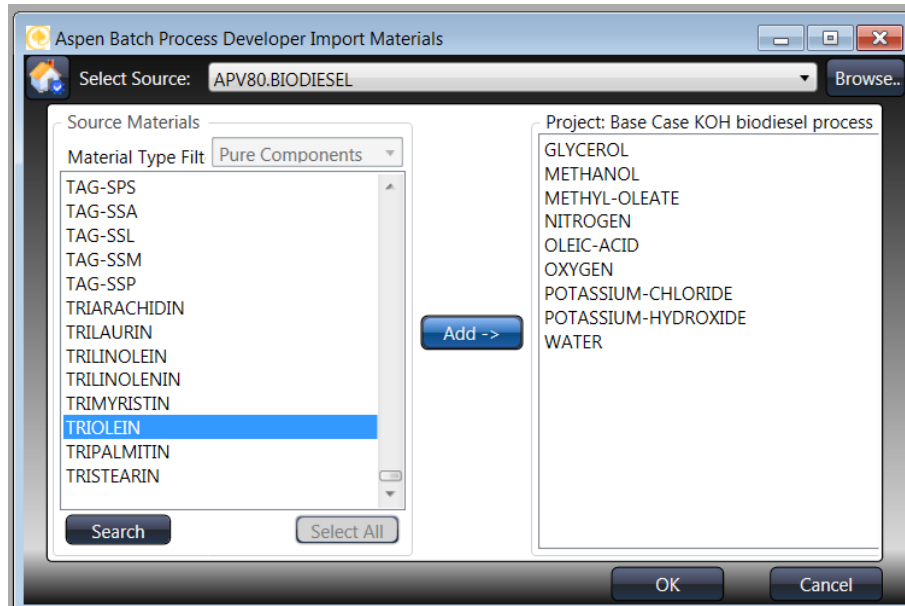 Aspen Batch Process Developer Import Materials
Select Source: APV80.BIODIESEL Browse..
Source Materials
Material Type Filt Pure Components
TAG-SPS
TAG-SSA
TAG-SSL
TAG-SSM
TAG-SSP
TRIARACHIDIN
TRILAURIN
TRILINOLEIN
TRILINOLENIN
TRIMYRISTIN
TRIOLEIN
TRIPALMITIN
TRISTEARIN
Search Select All
Add ->
Project: Base Case KOH biodiesel process
GLYCEROL
METHANOL
METHYL-OLEATE
NITROGEN
OLEIC-ACID
OXYGEN
POTASSIUM-CHLORIDE
POTASSIUM-HYDROXIDE
WATER
OK Cancel